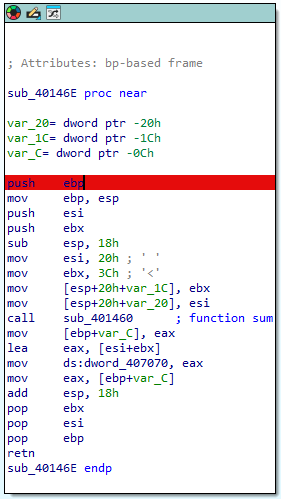 ; Attributes: bp-based frame
sub_40146E proc near
var_20= dword ptr -20h
var_1C= dword ptr -1Ch
var_C= dword ptr -0Ch
push    ebp
mov     ebp, esp
push    esi
push    ebx
sub     esp, 18h
mov     esi, 20h ; ' '
mov     ebx, 3Ch ; '<'
mov     [esp+20h+var_1C], ebx
mov     [esp+20h+var_20], esi
call    sub_401460      ; function sum
mov     [ebp+var_C], eax
lea     eax, [esi+ebx]
mov     ds:dword_407070, eax
mov     eax, [ebp+var_C]
add     esp, 18h
pop     ebx
pop     esi
pop     ebp
retn
sub_40146E endp